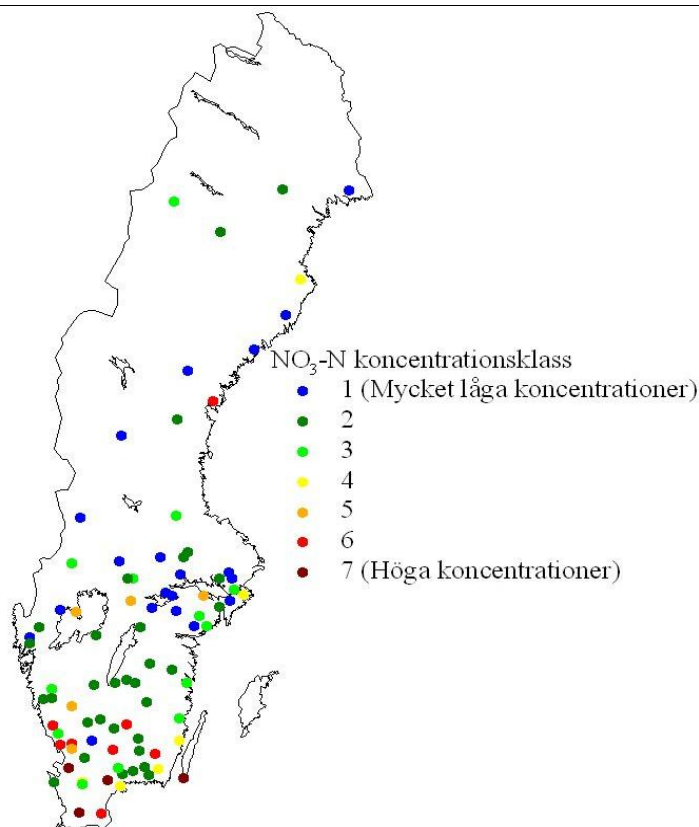 NO₃-N koncentrationsklass
1 (Mycket låga koncentrationer)
2
3
4
5
6
7 (Höga koncentrationer)